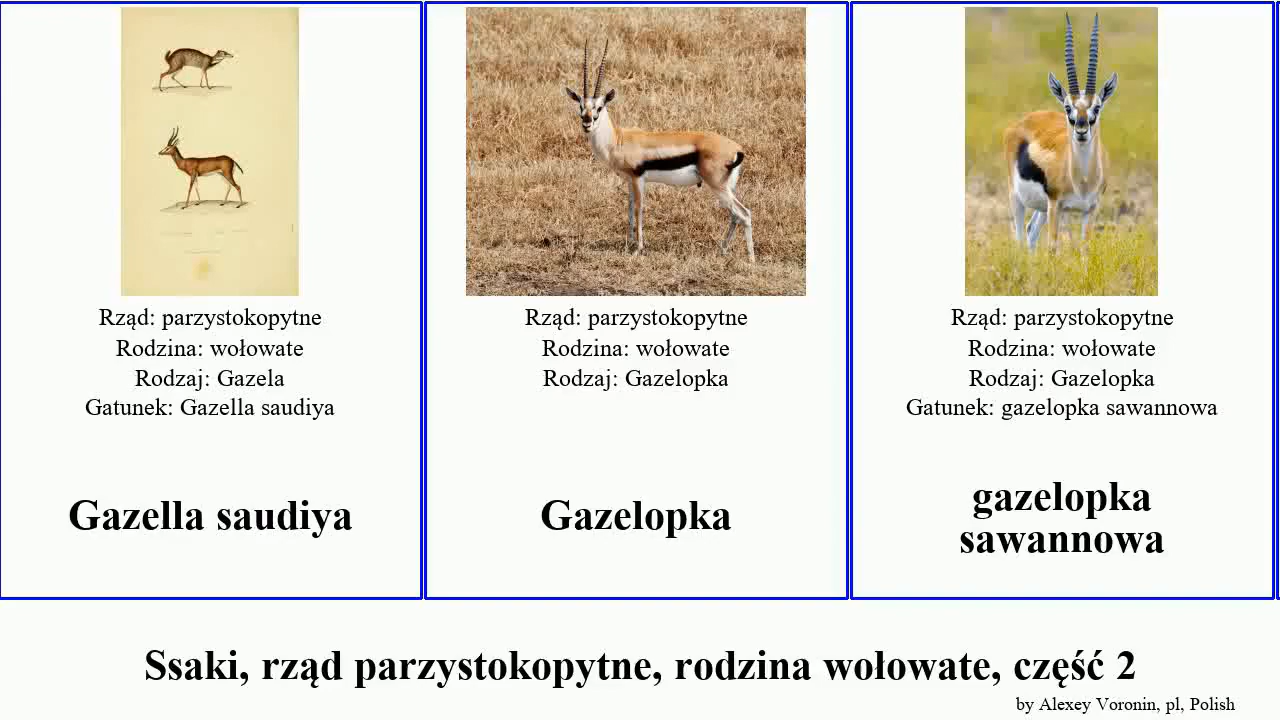 Rząd: parzystokopytne
Rodzina: wołowate
Rodzaj: Gazela
Gatunek: Gazella saudiya
Gazella saudiya
Rząd: parzystokopytne
Rodzina: wołowate
Rodzaj: Gazelopka
Gazelopka
Rząd: parzystokopytne
Rodzina: wołowate
Rodzaj: Gazelopka
Gatunek: gazelopka sawannowa
gazelopka
sawannowa
Ssaki, rząd parzystokopytne, rodzina wołowate, część 2
by Alexey Voronin, pl, Polish